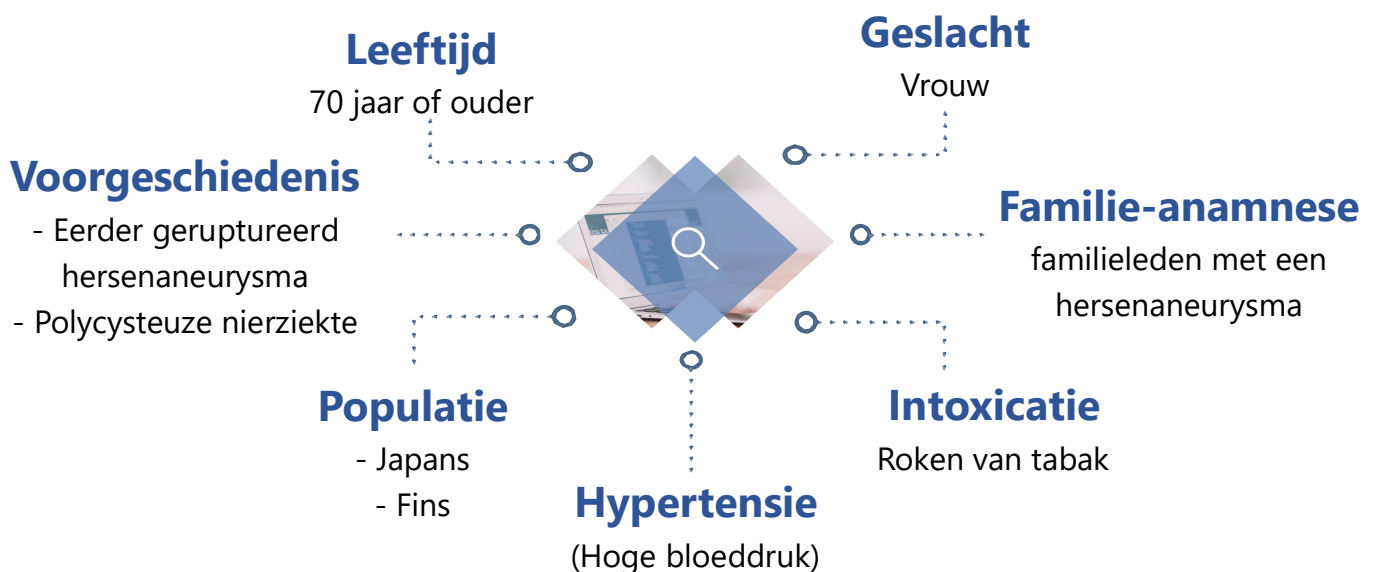 Leeftijd
70 jaar of ouder
Geslacht
Vrouw
Voorgeschiedenis
- Eerder geruptureerd
hersenaneurysma
- Polycysteuze nierziekte
Familie-anamnese
familieleden met een
hersenaneurysma
Populatie
- Japans
- Fins
Intoxicatie
Roken van tabak
Hypertensie
(Hoge bloeddruk)